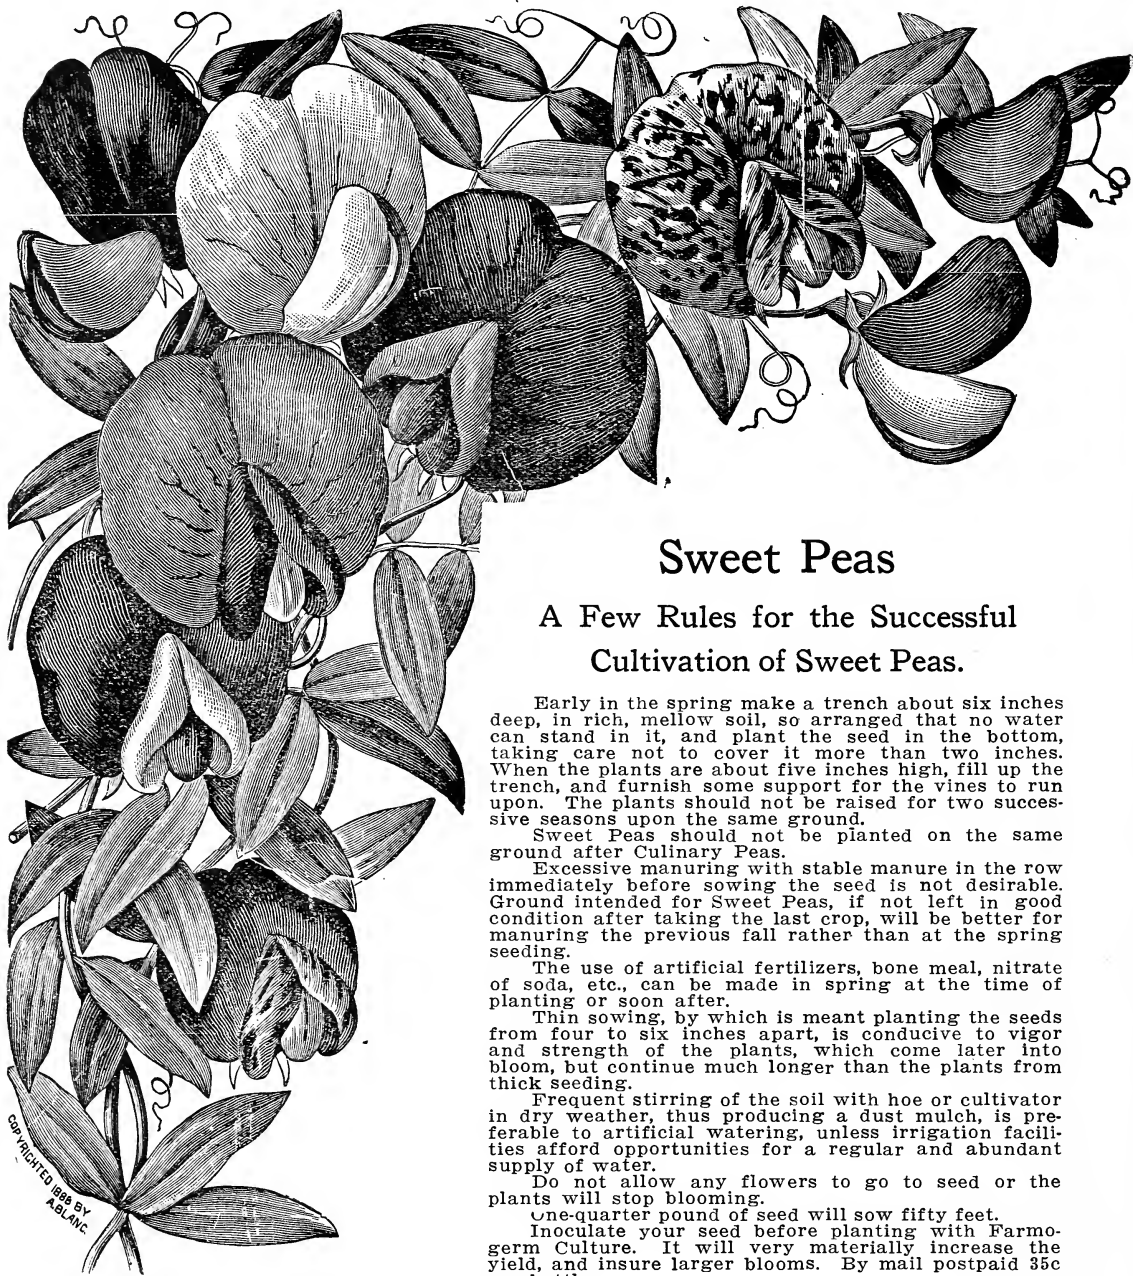 Sweet Peas
A Few Rules for the Successful
Cultivation of Sweet Peas.
Early in the spring make a trench about six inches
deep, in rich, mellow soil, so arranged that no water
can stand in it, and plant the seed in the bottom,
taking care not to cover it more than two inches.
When the plants are about five inches high, fill up the
trench, and furnish some support for the vines to run
upon. The plants should not be raised for two succes-
sive seasons upon the same ground.
Sweet Peas should not be planted on the same
ground after Culinary Peas.
Excessive manuring with stable manure in the row
immediately before sowing the seed is not desirable.
Ground intended for Sweet Peas, if not left in good
condition after taking the last crop, will be better for
manuring the previous fall rather than at the spring
seeding.
The use of artificial fertilizers, bone meal, nitrate
of soda, etc., can be made in spring at the time of
planting or soon after.
Thin sowing, by which is meant planting the seeds
from four to six inches apart, is conducive to vigor
and strength of the plants, which come later into
bloom, but continue much longer than the plants from
thick seeding.
Frequent stirring of the soil with hoe or cultivator
in dry weather, thus producing a dust mulch, is pre-
ferable to artificial watering, unless irrigation facili-
ties afford opportunities for a regular and abundant
supply of water.
Do not allow any flowers to go to seed or the
plants will stop blooming.
One-quarter pound of seed will sow fifty feet.
Inoculate your seed before planting with Farmo-
germ Culture. It will very materially increase the
yield, and insure larger blooms. By mail postpaid 35c
COPYRIGHTED 1886 BY
A.BLANC.